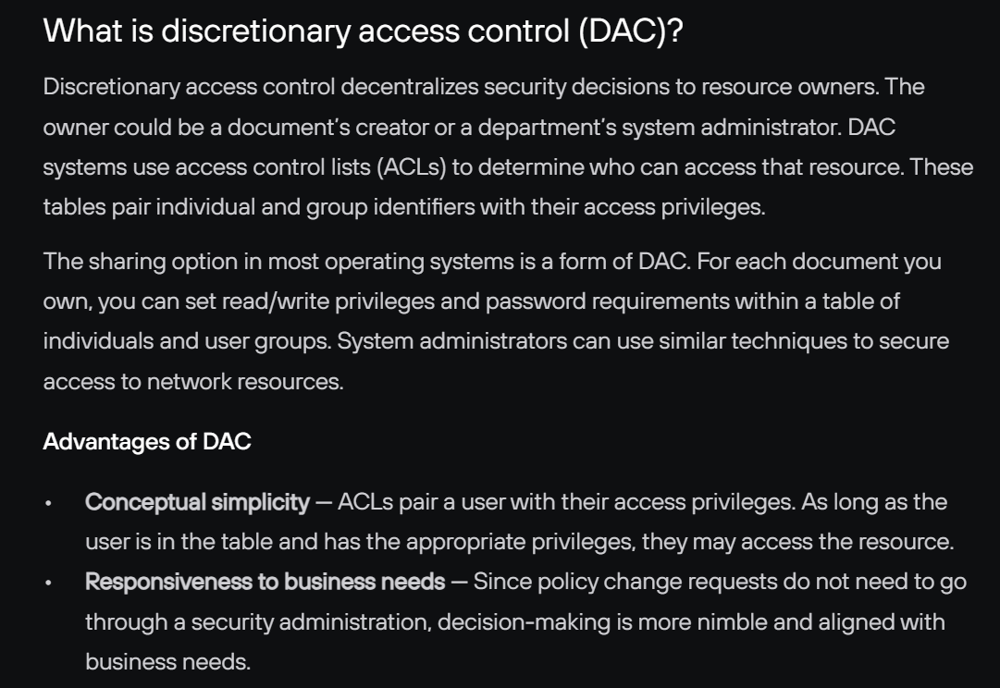 What is discretionary access control (DAC)?
Discretionary access control decentralizes security decisions to resource owners. The
owner could be a document’s creator or a department’s system administrator. DAC
systems use access control lists (ACLs) to determine who can access that resource. These
tables pair individual and group identifiers with their access privileges.
The sharing option in most operating systems is a form of DAC. For each document you
own, you can set read/write privileges and password requirements within a table of
individuals and user groups. System administrators can use similar techniques to secure
access to network resources.
Advantages of DAC
• Conceptual simplicity — ACLs pair a user with their access privileges. As long as the
user is in the table and has the appropriate privileges, they may access the resource.
• Responsiveness to business needs — Since policy change requests do not need to go
through a security administration, decision-making is more nimble and aligned with
business needs.